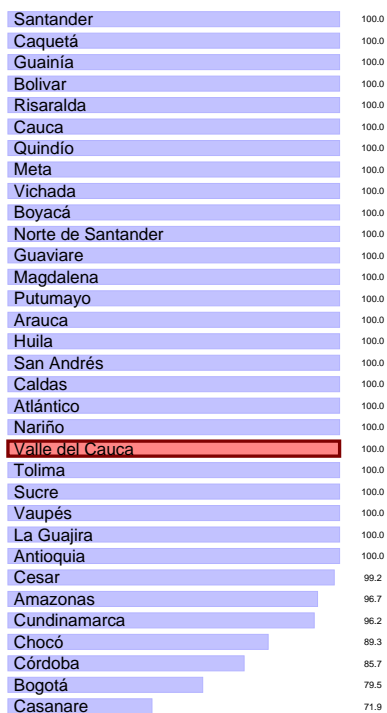 Santander 100.0
Caquetá 100.0
Guainía 100.0
Bolivar 100.0
Risaralda 100.0
Cauca 100.0
Quindío 100.0
Meta 100.0
Vichada 100.0
Boyacá 100.0
Norte de Santander 100.0
Guaviare 100.0
Magdalena 100.0
Putumayo 100.0
Arauca 100.0
Huila 100.0
San Andrés 100.0
Caldas 100.0
Atlántico 100.0
Nariño 100.0
Valle del Cauca 100.0
Tolima 100.0
Sucre 100.0
Vaupés 100.0
La Guajira 100.0
Antioquia 100.0
Cesar 99.2
Amazonas 96.7
Cundinamarca 96.2
Chocó 89.3
Córdoba 85.7
Bogotá 79.5
Casanare 71.9